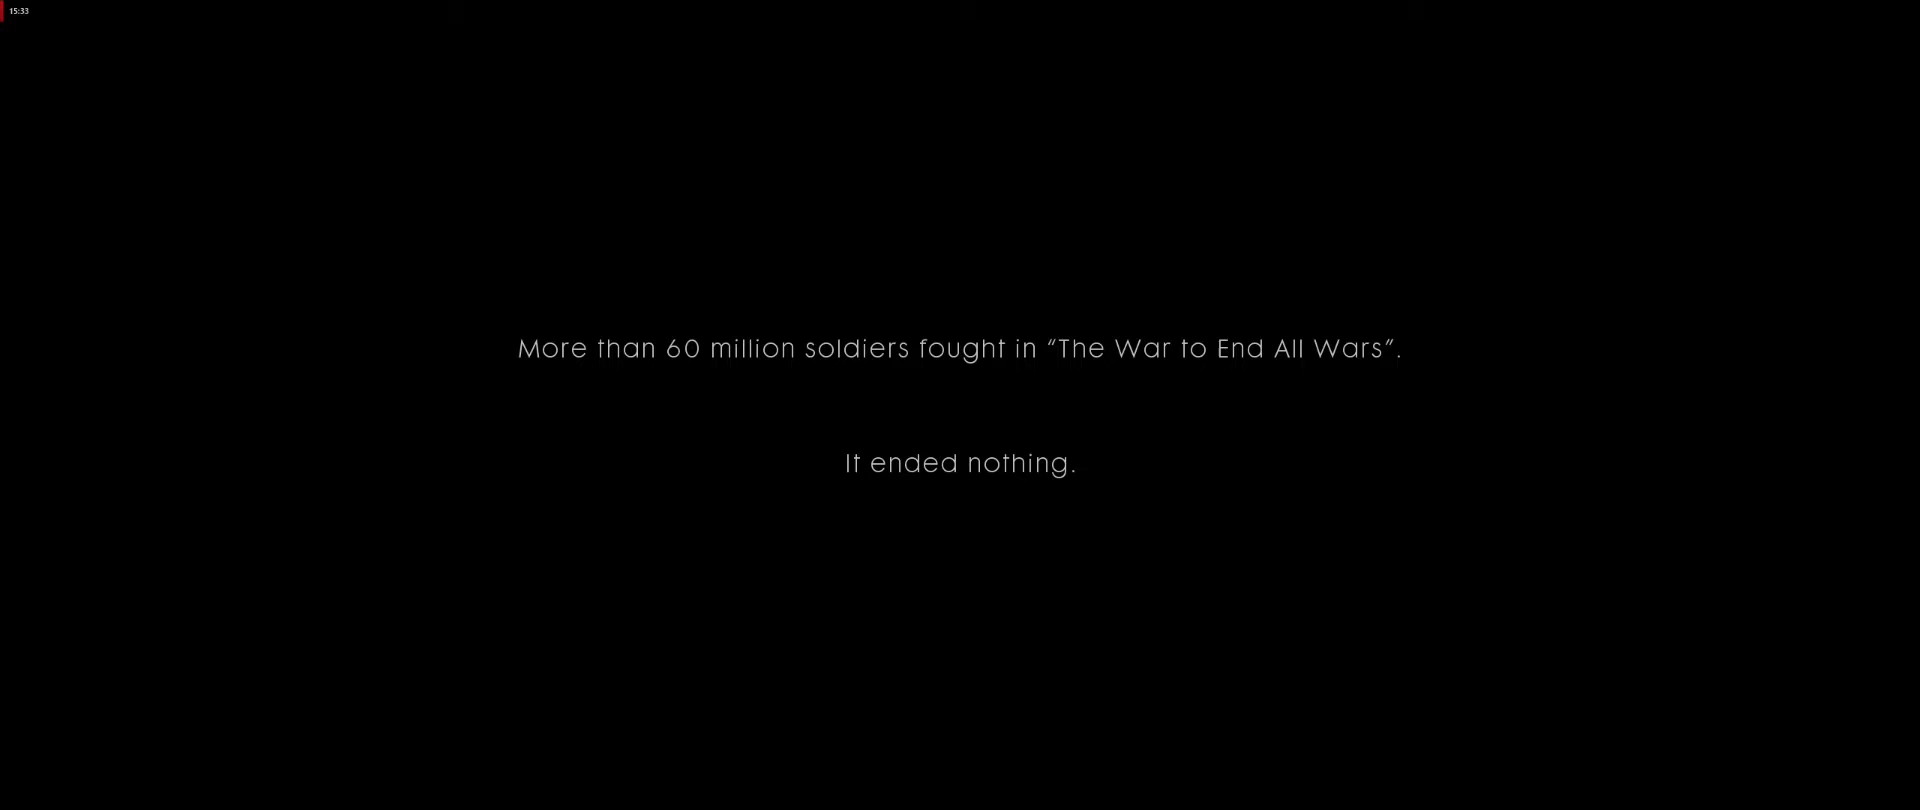 15:33
More than 60 million soldiers fought in “The War to End All Wars”.
It ended nothing.